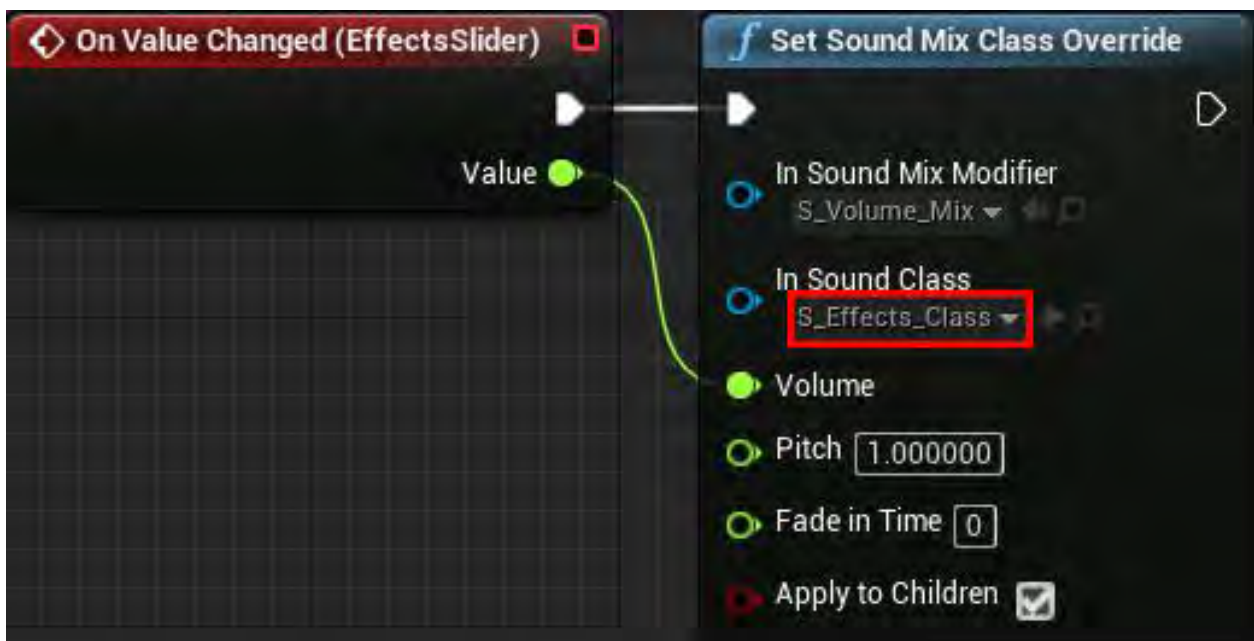 On Value Changed (EffectsSlider)
Value
f Set Sound Mix Class Override
In Sound Mix Modifier
S_Volume_Mix
In Sound Class
S_Effects_Class
Volume
Pitch 1.000000
Fade in Time 0
Apply to Children